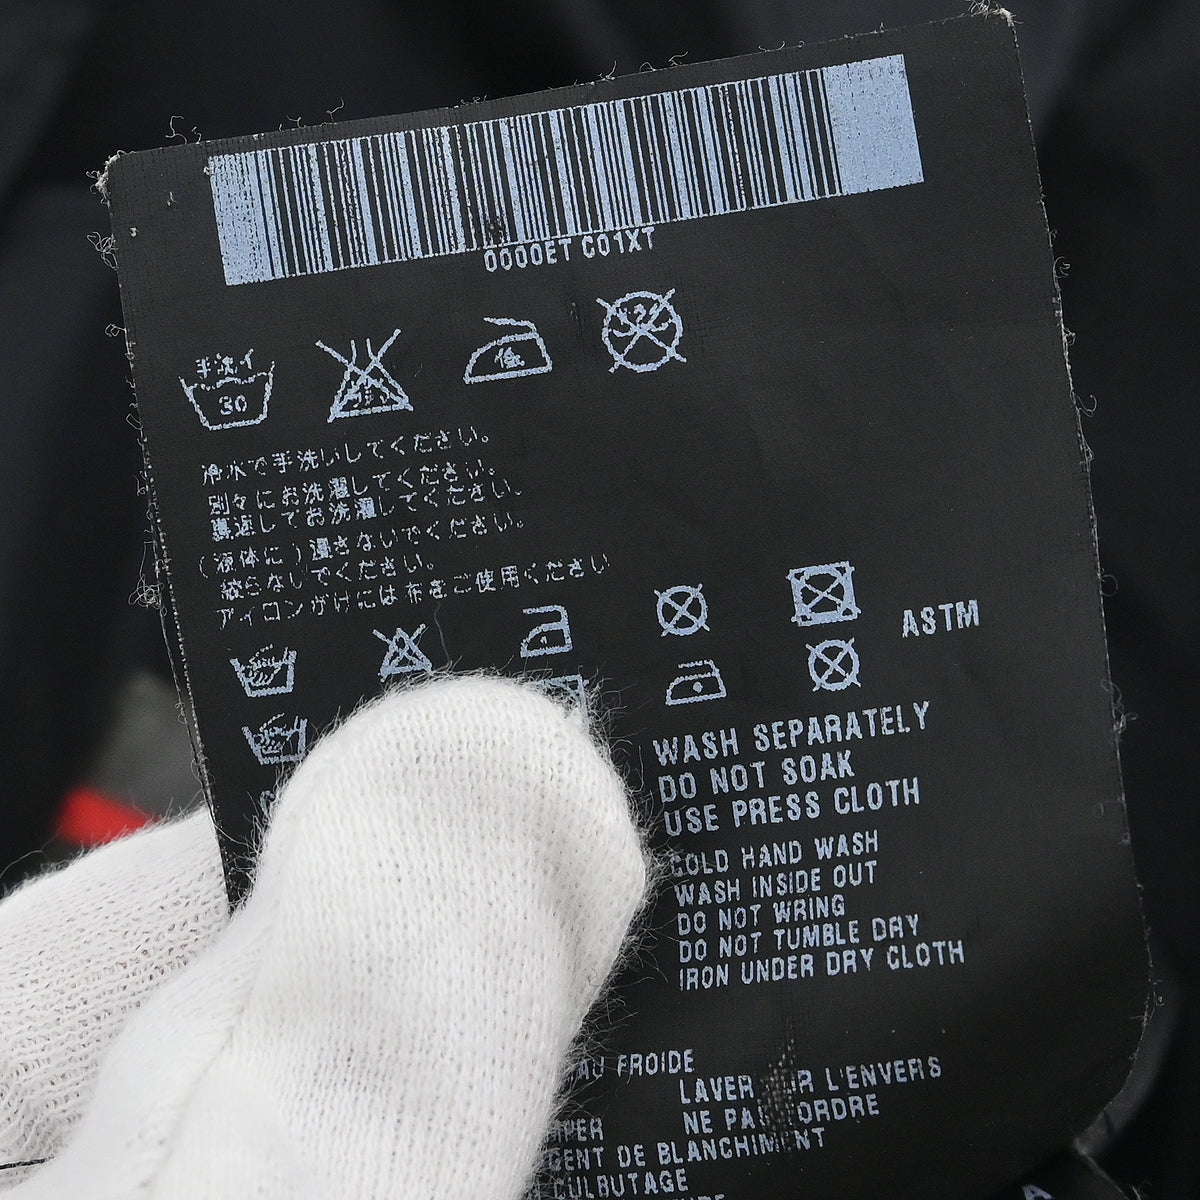 0000ET C01XT
手洗イ
30
低
冷水で手洗いしてください。
別々にお洗濯してください。
裏返してお洗濯してください。
(液体に)浸さないでください。
絞らないでください。
アイロンがけには布をご使用ください
ASTM
WASH SEPARATELY
DO NOT SOAK
USE PRESS CLOTH
COLD HAND WASH
WASH INSIDE OUT
DO NOT WRING
DO NOT TUMBLE DRY
IRON UNDER DRY CLOTH
FROIDE
LAVER L'ENVERS
NE
DE
CULBUTAGE